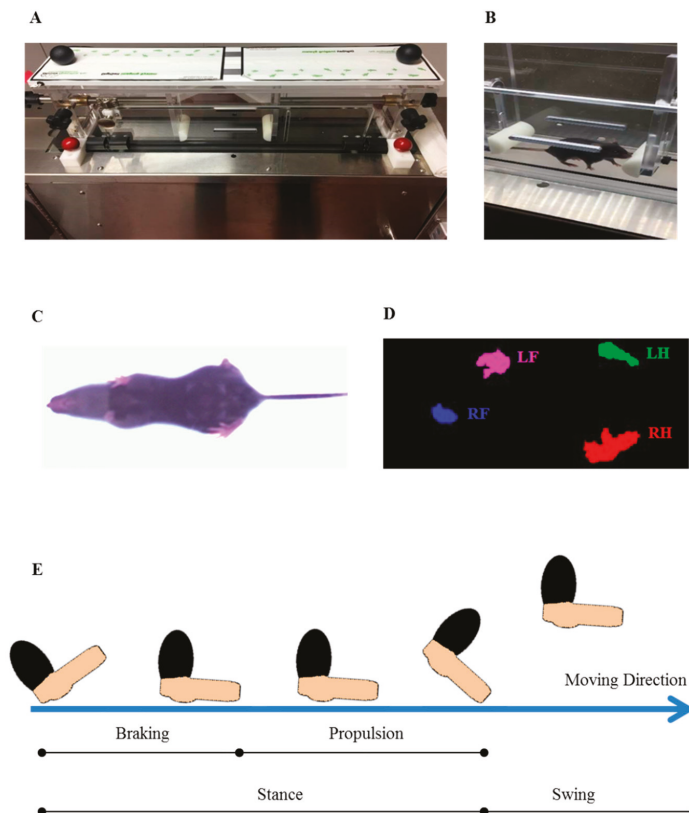 A
B
C
D
LF
LH
RF
RH
E
Moving Direction
Braking
Propulsion
Stance
Swing